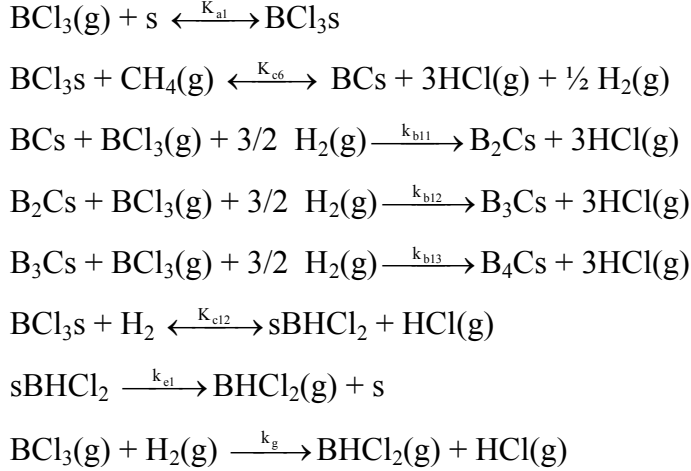 BCl₃(g) + s ⟷ᴷᵃ¹ BCl₃s
BCl₃s + CH₄(g) ⟷ᴷᶜ⁶ BCs + 3HCl(g) + ½ H₂(g)
BCs + BCl₃(g) + 3/2 H₂(g) ⟶ᵏᵇ¹¹ B₂Cs + 3HCl(g)
B₂Cs + BCl₃(g) + 3/2 H₂(g) ⟶ᵏᵇ¹² B₃Cs + 3HCl(g)
B₃Cs + BCl₃(g) + 3/2 H₂(g) ⟶ᵏᵇ¹³ B₄Cs + 3HCl(g)
BCl₃s + H₂ ⟷ᴷᶜ¹² sBHCl₂ + HCl(g)
sBHCl₂ ⟶ᵏᵉ¹ BHCl₂(g) + s
BCl₃(g) + H₂(g) ⟶ᵏᵍ BHCl₂(g) + HCl(g)